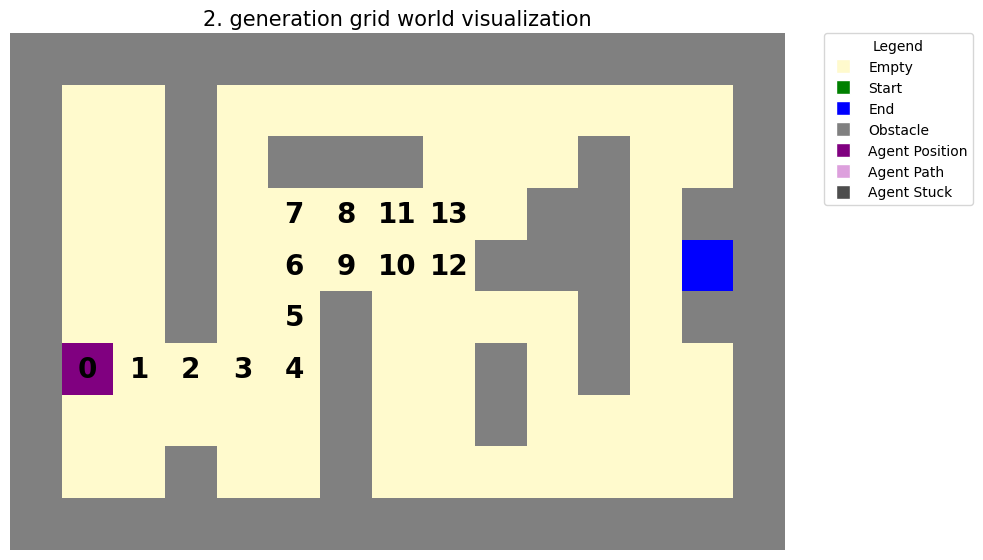 2. generation grid world visualization
Legend
Empty
Start
End
Obstacle
Agent Position
Agent Path
Agent Stuck
7 8 11 13
6 9 10 12
5
0 1 2 3 4